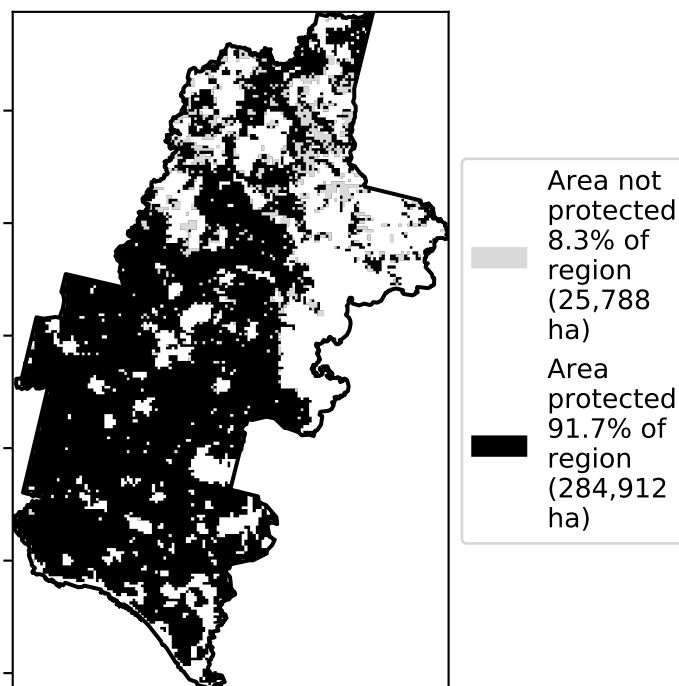 Area not
protected
8.3% of
region
(25,788
ha)
Area
protected
91.7% of
region
(284,912
ha)